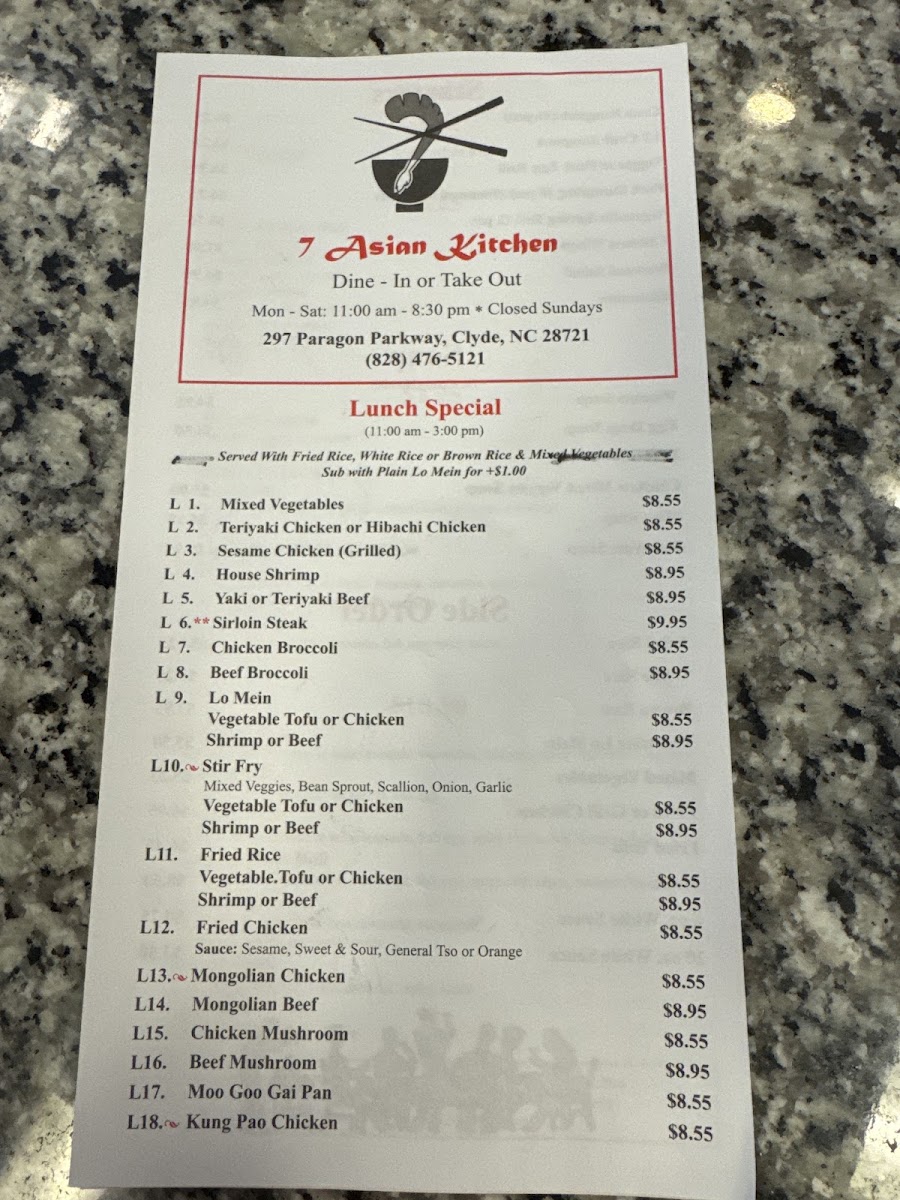 7 Asian Kitchen
Dine - In or Take Out
Mon - Sat: 11:00 am - 8:30 pm * Closed Sundays
297 Paragon Parkway, Clyde, NC 28721
(828) 476-5121
Lunch Special
(11:00 am - 3:00 pm)
Served With Fried Rice, White Rice or Brown Rice & Mixed Vegetables
Sub with Plain Lo Mein for +$1.00
L 1. Mixed Vegetables $8.55
L 2. Teriyaki Chicken or Hibachi Chicken $8.55
L 3. Sesame Chicken (Grilled) $8.55
L 4. House Shrimp $8.95
L 5. Yaki or Teriyaki Beef $8.95
L 6.** Sirloin Steak $9.95
L 7. Chicken Broccoli $8.55
L 8. Beef Broccoli $8.95
L 9. Lo Mein
Vegetable Tofu or Chicken $8.55
Shrimp or Beef $8.95
L10. Stir Fry
Mixed Veggies, Bean Sprout, Scallion, Onion, Garlic
Vegetable Tofu or Chicken $8.55
Shrimp or Beef $8.95
L11. Fried Rice
Vegetable.Tofu or Chicken $8.55
Shrimp or Beef $8.95
L12. Fried Chicken $8.55
Sauce: Sesame, Sweet & Sour, General Tso or Orange
L13. Mongolian Chicken $8.55
L14. Mongolian Beef $8.95
L15. Chicken Mushroom $8.55
L16. Beef Mushroom $8.95
L17. Moo Goo Gai Pan $8.55
L18. Kung Pao Chicken $8.55
Side Order